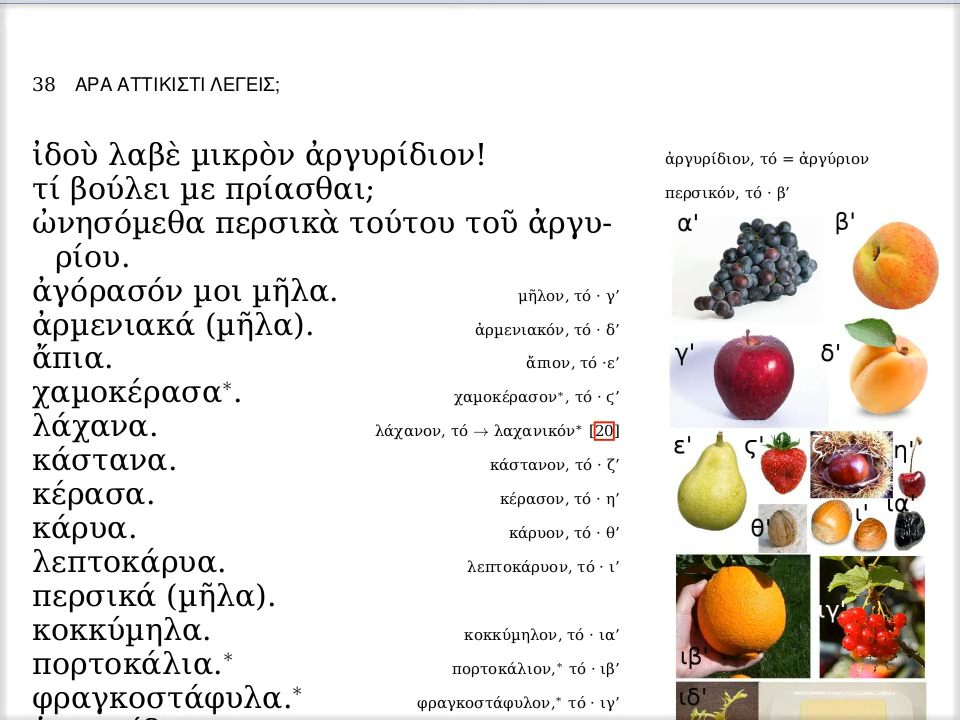 38 ΑΡΑ ΑΤΤΙΚΙΣΤΙ ΛΕΓΕΙΣ;
ἰδοὺ λαβὲ μικρὸν ἀργυρίδιον!
τί βούλει με πρίασθαι;
ὠνησόμεθα περσικὰ τούτου τοῦ ἀργυ-
ρίου.
ἀγόρασόν μοι μῆλα.
μῆλον, τό · γ’
ἀρμενιακά (μῆλα).
ἀρμενιακόν, τό · δ’
ἄπια.
ἄπιον, τό ·ε’
χαμοκέρασα*.
χαμοκέρασον*, τό · ϛ’
λάχανα.
λάχανον, τό → λαχανικόν* [20]
κάστανα.
κάστανον, τό · ζ’
κέρασα.
κέρασον, τό · η’
κάρυα.
κάρυον, τό · θ’
λεπτοκάρυα.
λεπτοκάρυον, τό · ι’
περσικά (μῆλα).
κοκκύμηλα.
κοκκύμηλον, τό · ια’
πορτοκάλια.*
πορτοκάλιον,* τό · ιβ’
φραγκοστάφυλα.*
φραγκοστάφυλον,* τό · ιγ’
ἀργυρίδιον, τό = ἀργύριον
περσικόν, τό · β’
α'
β'
γ'
δ'
ε'
ϛ'
ζ'
η'
θ'
ι'
ια'
ιβ'
ιγ'
ιδ'